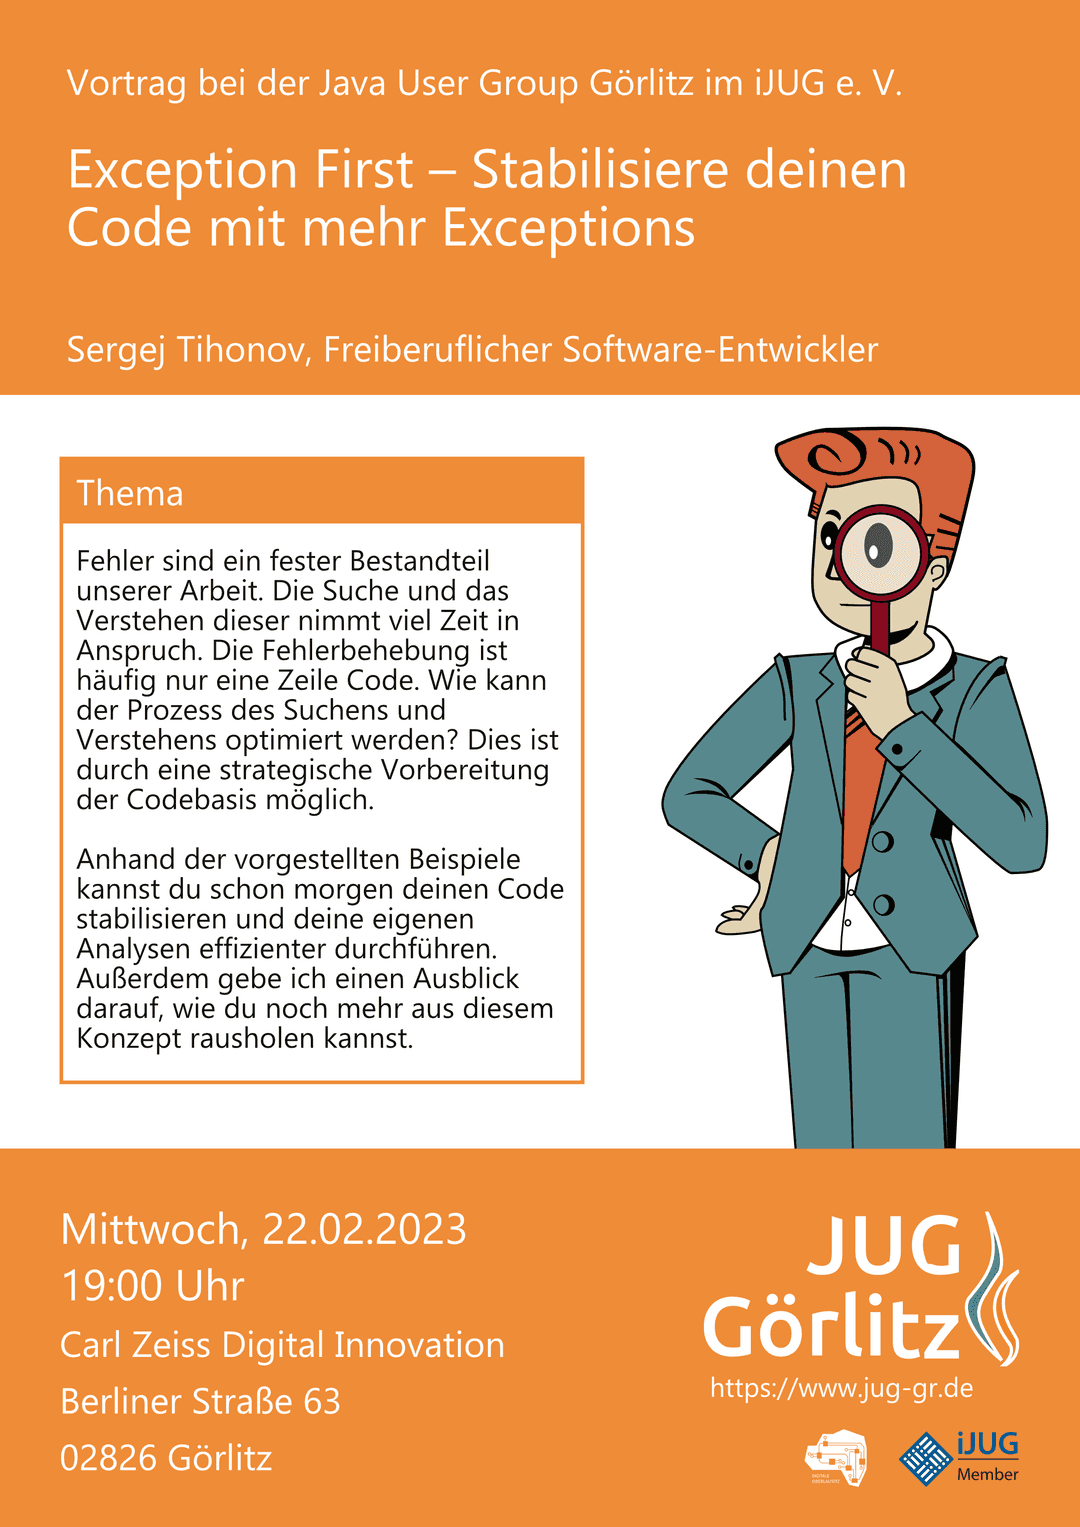 Vortrag bei der Java User Group Görlitz im iJUG e. V.
Exception First – Stabilisiere deinen
Code mit mehr Exceptions
Sergej Tihonov, Freiberuflicher Software-Entwickler
Thema
Fehler sind ein fester Bestandteil
unserer Arbeit. Die Suche und das
Verstehen dieser nimmt viel Zeit in
Anspruch. Die Fehlerbehebung ist
häufig nur eine Zeile Code. Wie kann
der Prozess des Suchens und
Verstehens optimiert werden? Dies ist
durch eine strategische Vorbereitung
der Codebasis möglich.
Anhand der vorgestellten Beispiele
kannst du schon morgen deinen Code
stabilisieren und deine eigenen
Analysen effizienter durchführen.
Außerdem gebe ich einen Ausblick
darauf, wie du noch mehr aus diesem
Konzept rausholen kannst.
Mittwoch, 22.02.2023
19:00 Uhr
Carl Zeiss Digital Innovation
Berliner Straße 63
02826 Görlitz
JUG
Görlitz
https://www.jug-gr.de
DIGITALE
OBERLAUSITZ
iJUG
Member